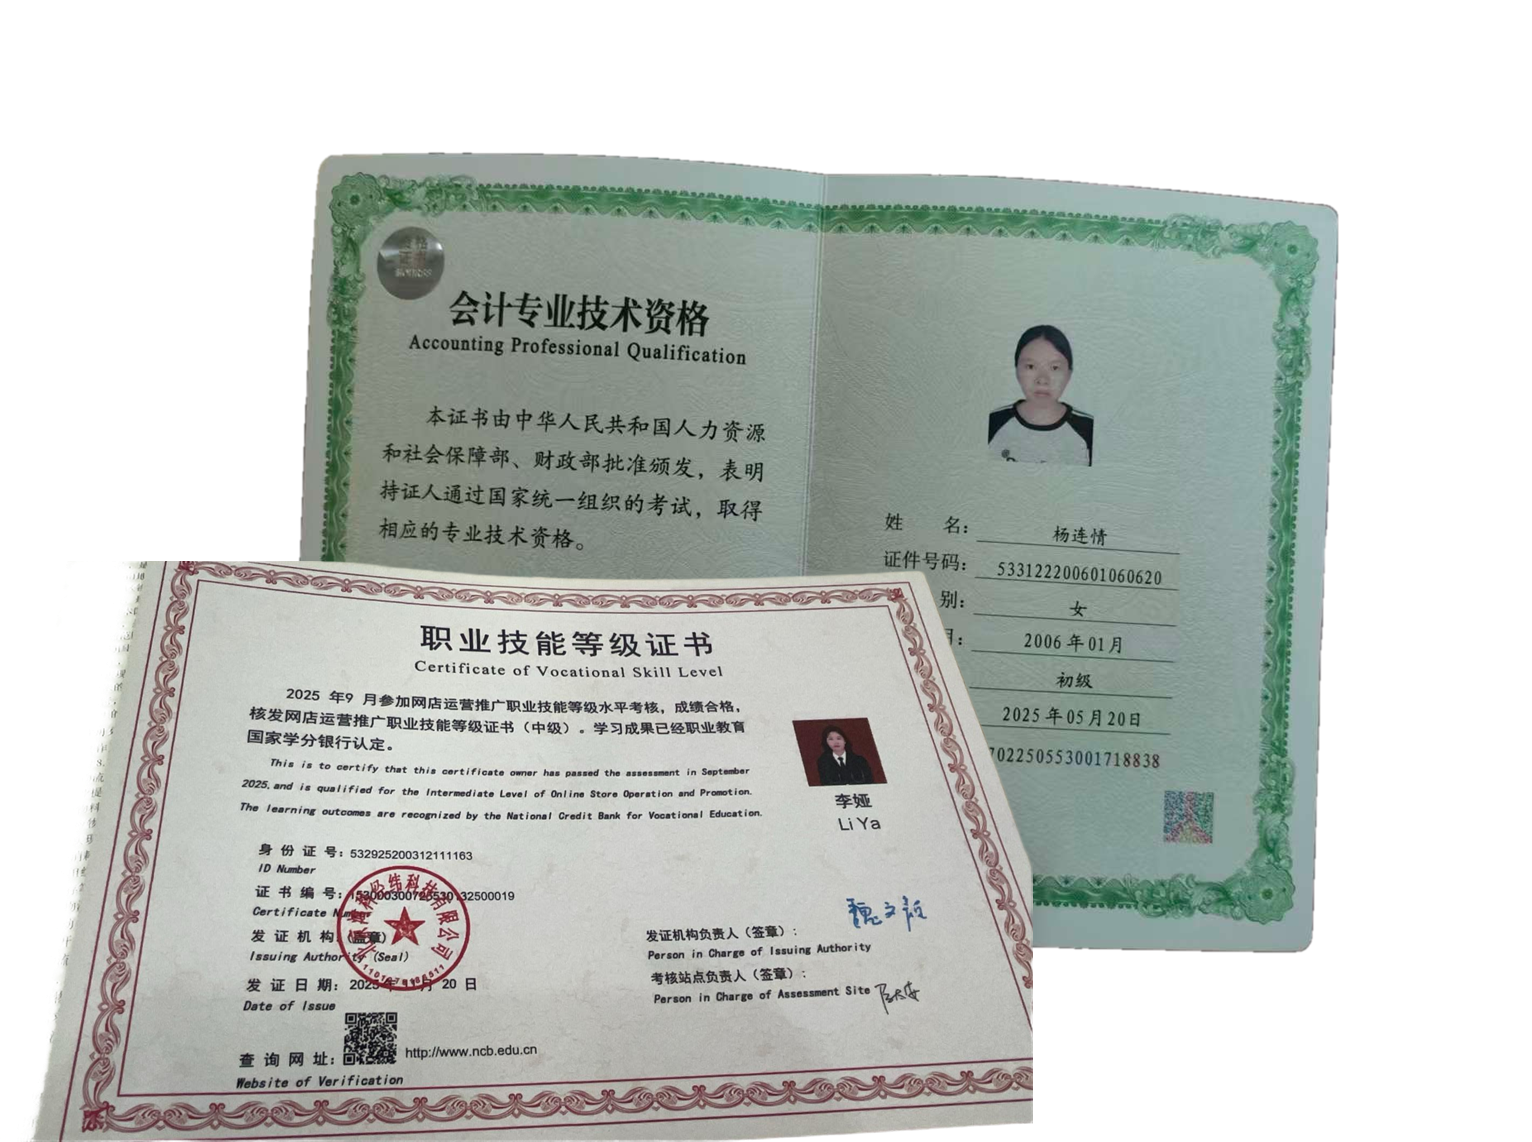 会计专业技术资格
Accounting Professional Qualification
本证书由中华人民共和国人力资源
和社会保障部、财政部批准颁发，表明
持证人通过国家统一组织的考试，取得
相应的专业技术资格。
姓 名： 杨连情
证件号码： 533122200601060620
别： 女
月： 2006年01月
初级
2025年05月20日
702250553001718838
职业技能等级证书
Certificate of Vocational Skill Level
2025 年9 月参加网店运营推广职业技能等级水平考核，成绩合格，
核发网店运营推广职业技能等级证书（中级）。学习成果已经职业教育
国家学分银行认定。
This is to certify that this certificate owner has passed the assessment in September
2025, and is qualified for the Intermediate Level of Online Store Operation and Promotion.
The learning outcomes are recognized by the National Credit Bank for Vocational Education.
李娅
Li Ya
身 份 证 号：532925200312111163
ID Number
证 书 编 号：
Certificate Number
发 证 机 构：（盖章）
Issuing Authority (Seal)
发 证 日 期：2025年 月 20 日
Date of Issue
查 询 网 址：http://www.ncb.edu.cn
Website of Verification
发证机构负责人（签章）：
Person in Charge of Issuing Authority
考核站点负责人（签章）：
Person in Charge of Assessment Site